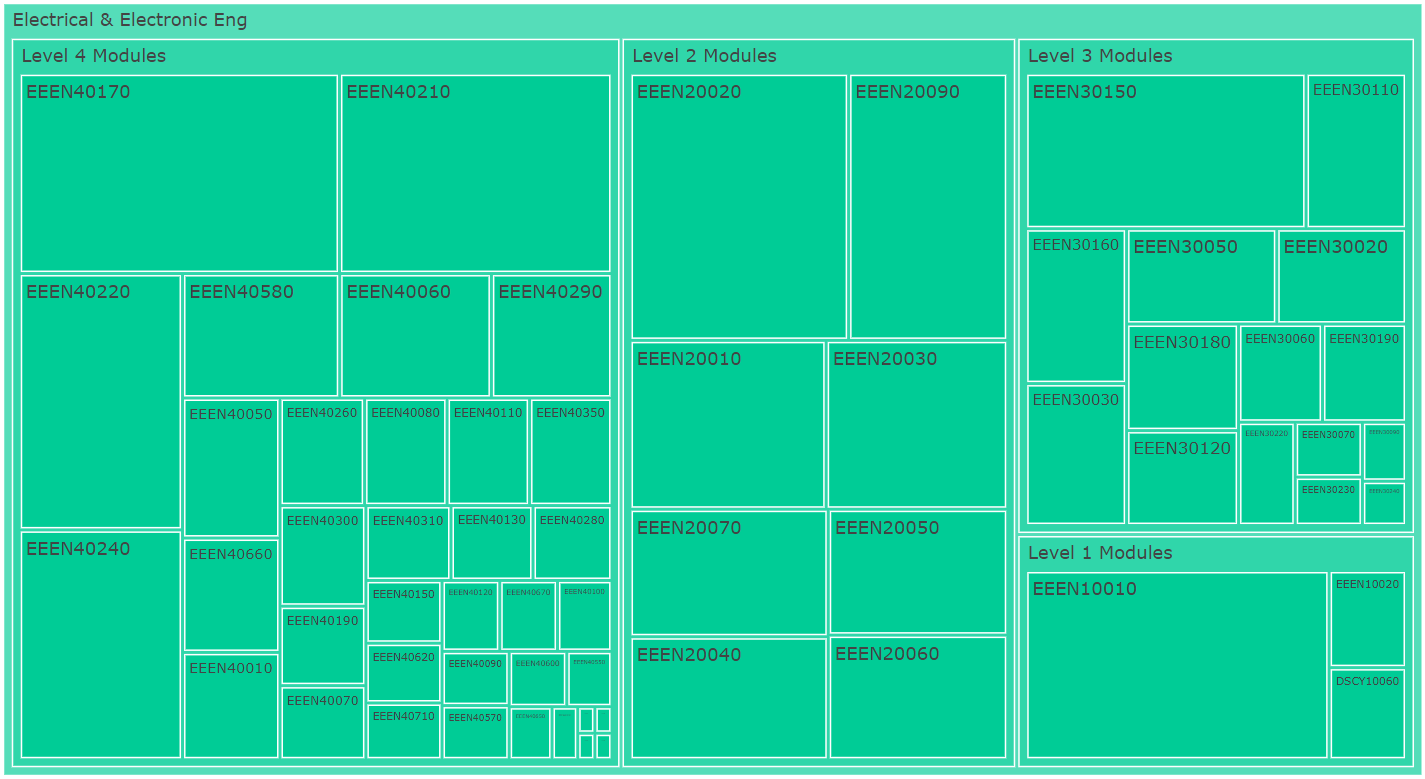 Electrical & Electronic Eng
Level 4 Modules
EEEN40170
EEEN40210
EEEN40220
EEEN40580
EEEN40060
EEEN40290
EEEN40050
EEEN40260
EEEN40080
EEEN40110
EEEN40350
EEEN40240
EEEN40660
EEEN40300
EEEN40310
EEEN40130
EEEN40280
EEEN40150
EEEN40120
EEEN40670
EEEN40100
EEEN40190
EEEN40010
EEEN40620
EEEN40090
EEEN40600
EEEN40070
EEEN40710
EEEN40570
Level 2 Modules
EEEN20020
EEEN20090
EEEN20010
EEEN20030
EEEN20070
EEEN20050
EEEN20040
EEEN20060
Level 3 Modules
EEEN30150
EEEN30110
EEEN30160
EEEN30050
EEEN30020
EEEN30180
EEEN30060
EEEN30190
EEEN30030
EEEN30120
EEEN30220
EEEN30070
EEEN30230
Level 1 Modules
EEEN10010
EEEN10020
DSCY10060